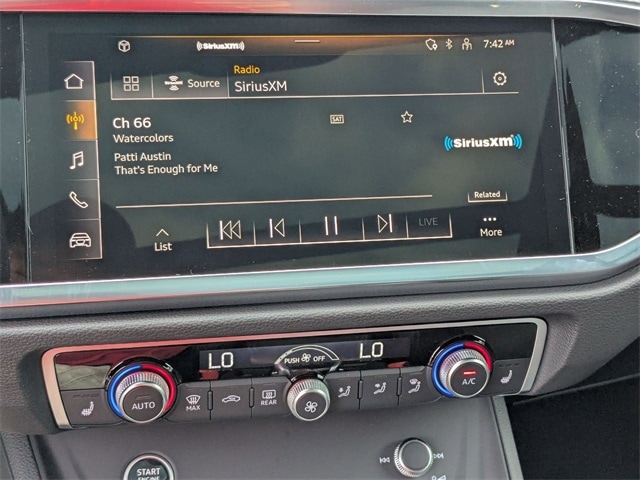 ((SiriusXM))
7:42 AM
Radio
Source
SiriusXM
Ch 66
SAT
Watercolors
SiriusXM
Patti Austin
That's Enough for Me
Related
LIVE
List
More
LO
PUSH OFF
LO
AUTO
MAX
REAR
A/C
START
ENGINE